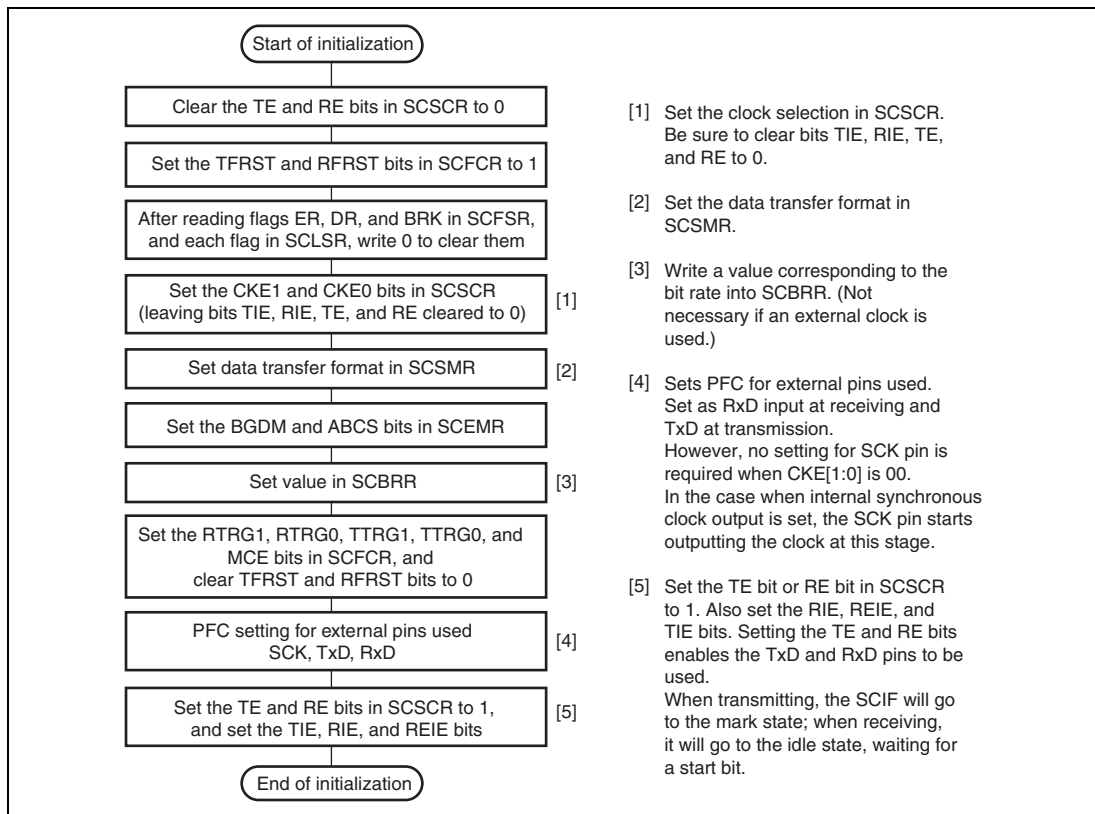 Start of initialization
Clear the TE and RE bits in SCSCR to 0
Set the TFRST and RFRST bits in SCFCR to 1
After reading flags ER, DR, and BRK in SCFSR,
and each flag in SCLSR, write 0 to clear them
Set the CKE1 and CKE0 bits in SCSCR
(leaving bits TIE, RIE, TE, and RE cleared to 0)
[1]
Set data transfer format in SCSMR
[2]
Set the BGDM and ABCS bits in SCEMR
Set value in SCBRR
[3]
Set the RTRG1, RTRG0, TTRG1, TTRG0, and
MCE bits in SCFCR, and
clear TFRST and RFRST bits to 0
PFC setting for external pins used
SCK, TxD, RxD
[4]
Set the TE and RE bits in SCSCR to 1,
and set the TIE, RIE, and REIE bits
[5]
End of initialization
[1] Set the clock selection in SCSCR.
Be sure to clear bits TIE, RIE, TE,
and RE to 0.
[2] Set the data transfer format in
SCSMR.
[3] Write a value corresponding to the
bit rate into SCBRR. (Not
necessary if an external clock is
used.)
[4] Sets PFC for external pins used.
Set as RxD input at receiving and
TxD at transmission.
However, no setting for SCK pin is
required when CKE[1:0] is 00.
In the case when internal synchronous
clock output is set, the SCK pin starts
outputting the clock at this stage.
[5] Set the TE bit or RE bit in SCSCR
to 1. Also set the RIE, REIE, and
TIE bits. Setting the TE and RE bits
enables the TxD and RxD pins to be
used.
When transmitting, the SCIF will go
to the mark state; when receiving,
it will go to the idle state, waiting for
a start bit.